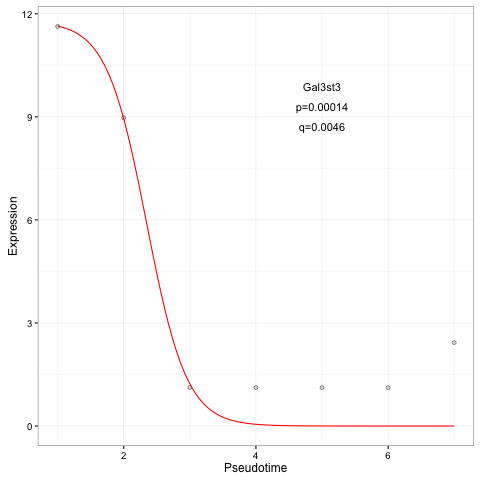 12
9
6
3
0
Expression
Gal3st3
p=0.00014
q=0.0046
2
4
6
Pseudotime